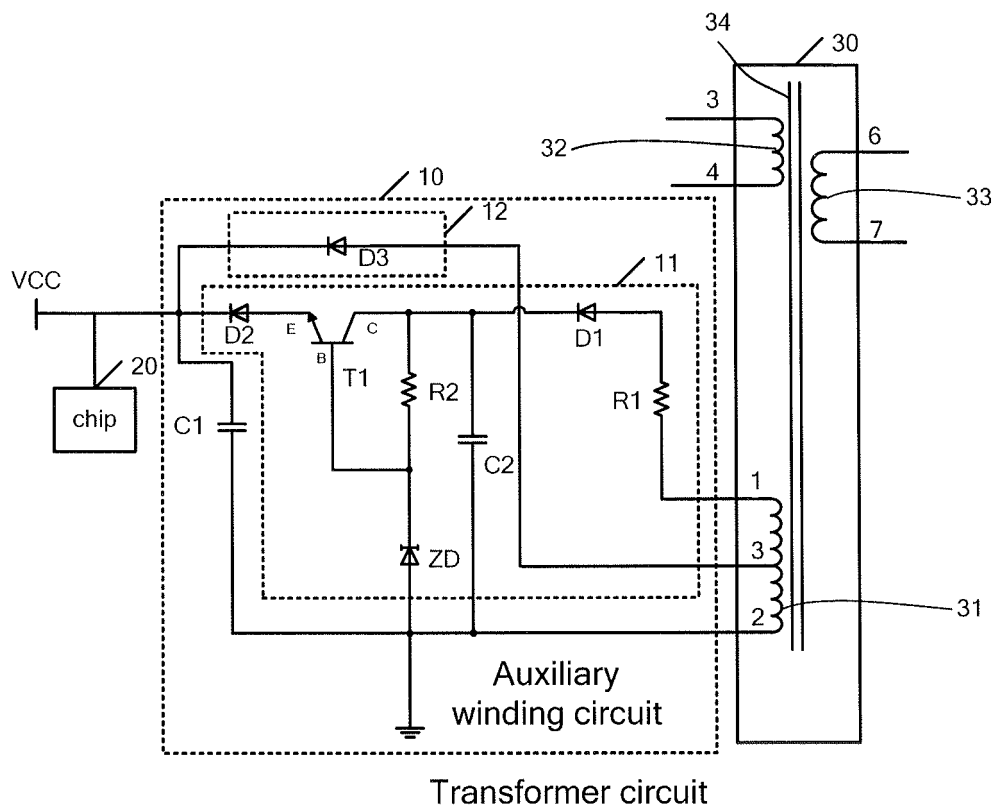 34
30
3
6
32
4
33
7
10
12
D3
11
VCC
D2
E
C
D1
B
T1
20
R2
R1
chip
C1
C2
1
ZD
3
2
31
Auxiliary
winding circuit
Transformer circuit